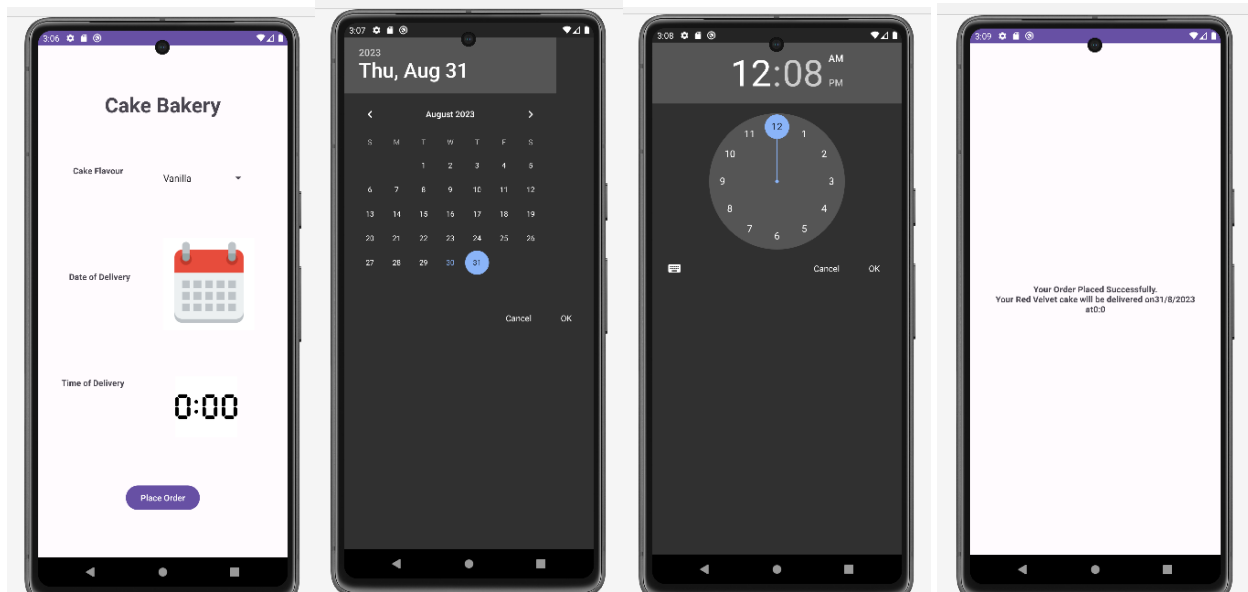 3:06
Cake Bakery
Cake Flavour
Vanilla
Date of Delivery
Time of Delivery
0:00
Place Order
3:07
2023
Thu, Aug 31
August 2023
S M T W T F S
1 2 3 4 5
6 7 8 9 10 11 12
13 14 15 16 17 18 19
20 21 22 23 24 25 26
27 28 29 30 31
Cancel OK
3:08
12:08 AM
PM
12
11 1
10 2
9 3
8 4
7 5
6
Cancel OK
3:09
Your Order Placed Successfully.
Your Red Velvet cake will be delivered on31/8/2023
at0:0